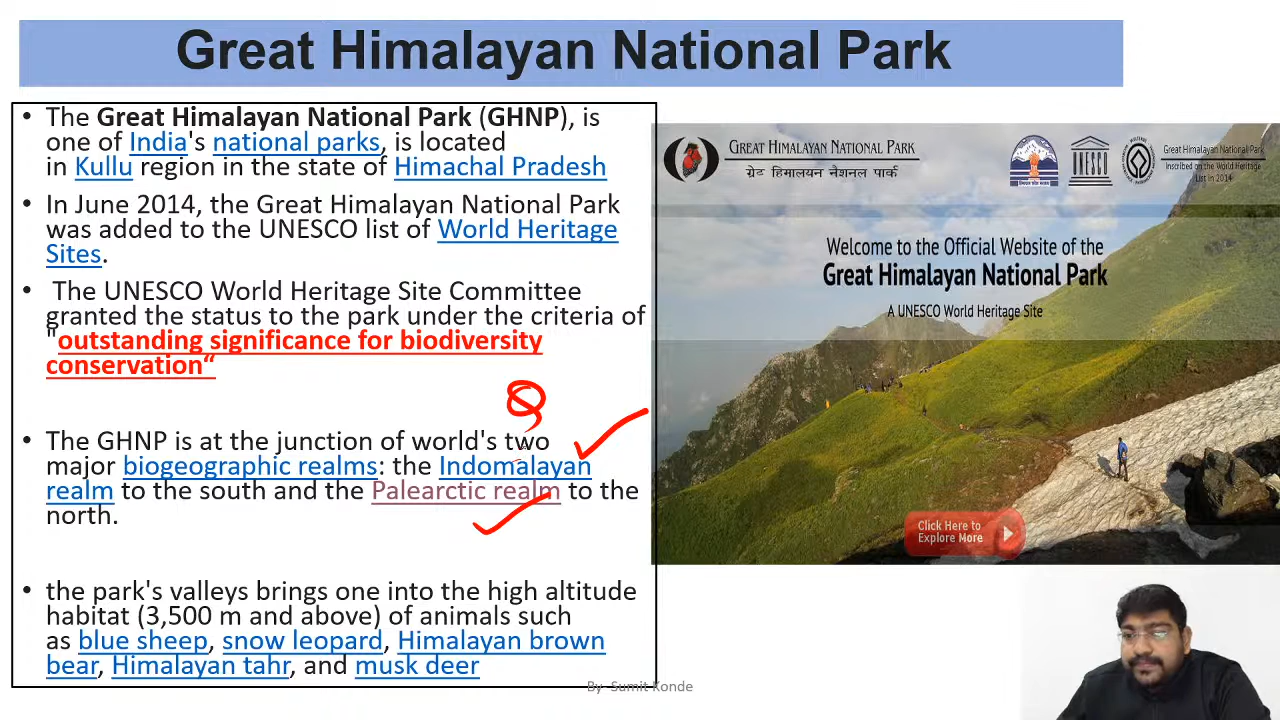 Great Himalayan National Park
• The Great Himalayan National Park (GHNP), is
one of India's national parks, is located
in Kullu region in the state of Himachal Pradesh
• In June 2014, the Great Himalayan National Park
was added to the UNESCO list of World Heritage
Sites.
• The UNESCO World Heritage Site Committee
granted the status to the park under the criteria of
"outstanding significance for biodiversity
conservation“
• The GHNP is at the junction of world's two
major biogeographic realms: the Indomalayan
realm to the south and the Palearctic realm to the
north.
• the park's valleys brings one into the high altitude
habitat (3,500 m and above) of animals such
as blue sheep, snow leopard, Himalayan brown
bear, Himalayan tahr, and musk deer
Great Himalayan National Park
ग्रेट हिमालयन नैशनल पार्क
UNESCO
Great Himalayan National Park
Inscribed on the World Heritage
List in 2014
Welcome to the Official Website of the
Great Himalayan National Park
A UNESCO World Heritage Site
Click Here to
Explore More
By- Sumit Konde